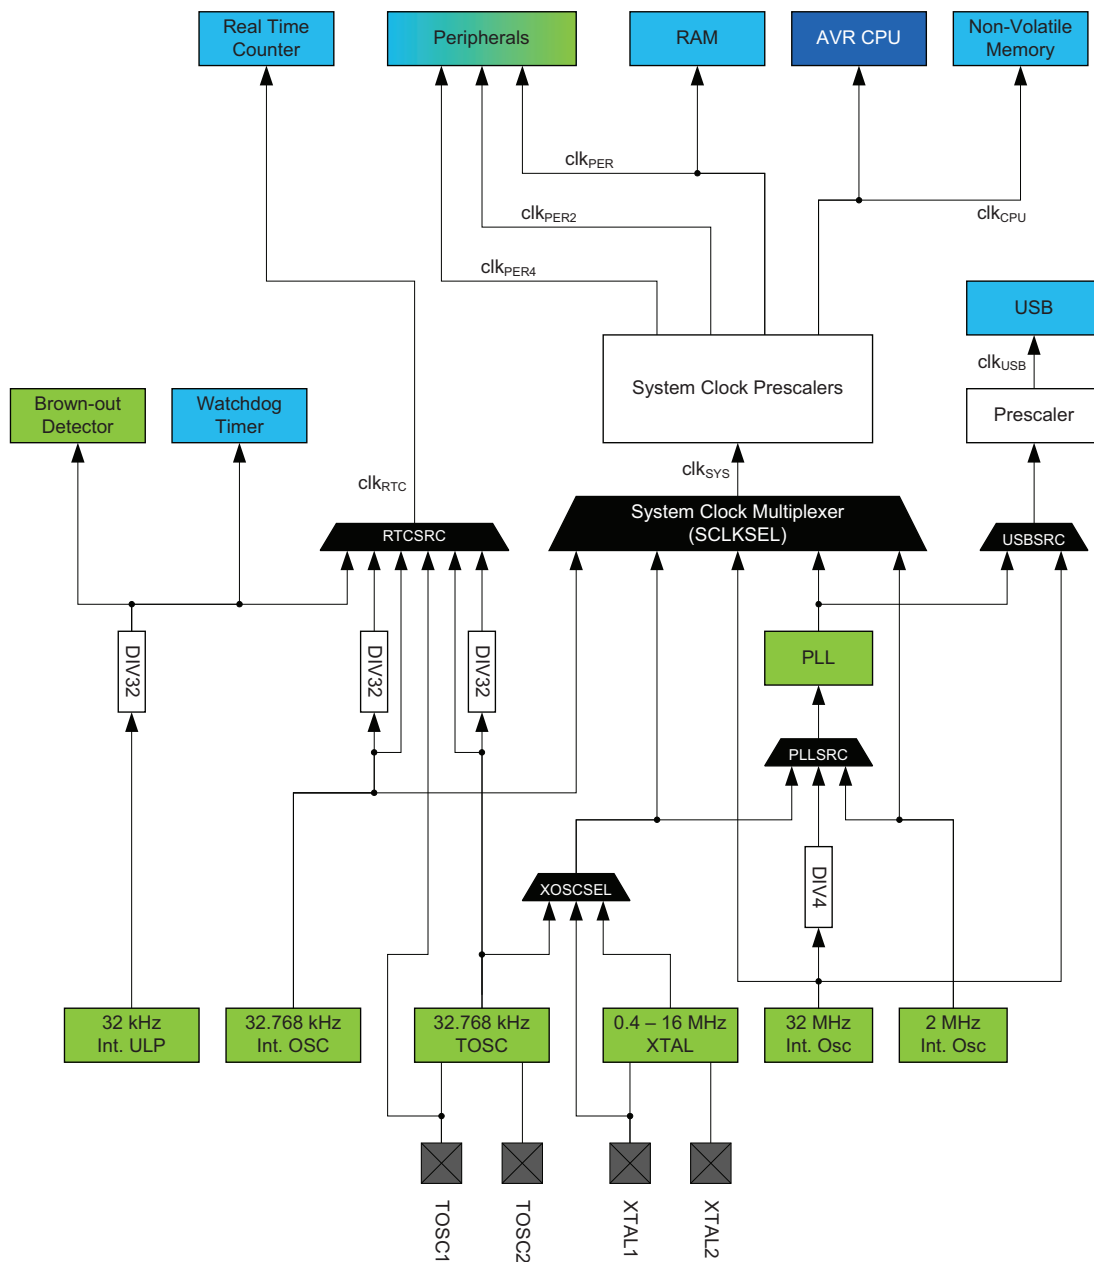 Real Time
Counter
Peripherals
RAM
AVR CPU
Non-Volatile
Memory
clkPER
clkPER2
clkCPU
clkPER4
USB
clkUSB
System Clock Prescalers
Brown-out
Detector
Watchdog
Timer
Prescaler
clkSYS
clkRTC
System Clock Multiplexer
(SCLKSEL)
RTCSRC
USBSRC
DIV32
DIV32
DIV32
PLL
PLLSRC
DIV4
XOSCSEL
32 kHz
Int. ULP
32.768 kHz
Int. OSC
32.768 kHz
TOSC
0.4 – 16 MHz
XTAL
32 MHz
Int. Osc
2 MHz
Int. Osc
TOSC1
TOSC2
XTAL1
XTAL2